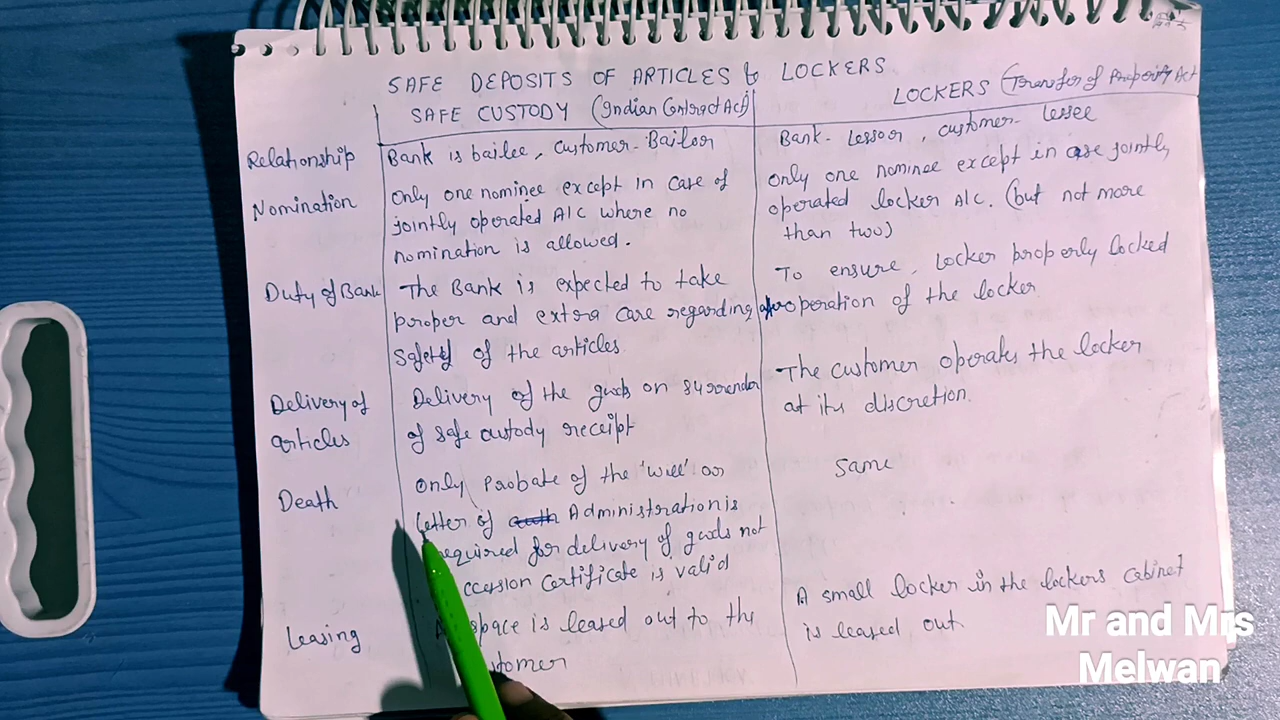 SAFE DEPOSITS OF ARTICLES & LOCKERS
SAFE CUSTODY (Indian Contract Act)
LOCKERS (Transfer of Property Act
Relationship
Bank is bailee, customer - Bailor
Bank - Lessor, customer - lessee
Nomination
Only one nominee except in case of
jointly operated A/C where no
nomination is allowed.
only one nominee except in case jointly
operated locker A/C. (but not more
than two)
Duty of Bank
The Bank is expected to take
proper and extra care regarding
safety of the articles
To ensure, locker properly locked
operation of the locker
Delivery of
articles
Delivery of the goods on surrender
of safe custody receipt
The customer operates the locker
at its discretion.
Death
Only Probate of the 'will' or
letter of Administration is
required for delivery of goods not
Certificate is valid
Same
Leasing
space is leased out to the
A small locker in the lockers cabinet
is leased out
Mr and Mrs
Melwan